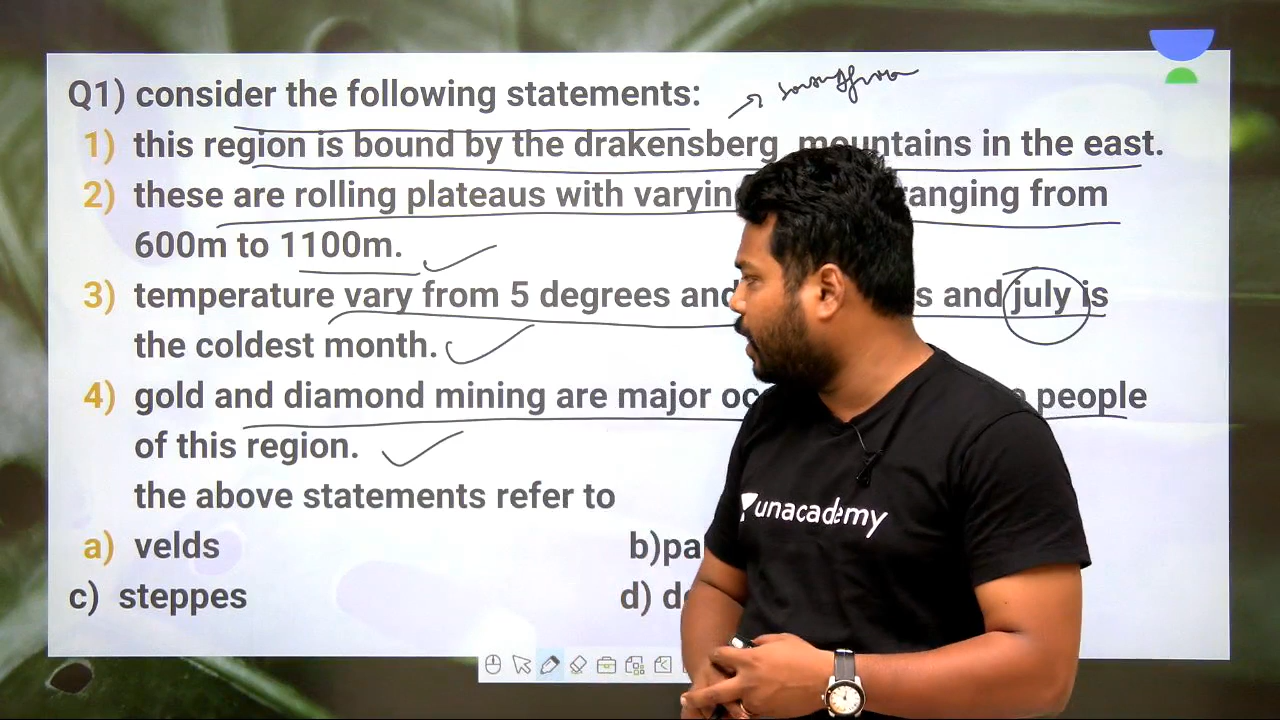 Q1) consider the following statements:
1) this region is bound by the drakensberg mountains in the east.
2) these are rolling plateaus with varying ranging from
600m to 1100m.
3) temperature vary from 5 degrees and s and july is
the coldest month.
4) gold and diamond mining are major people
of this region.
the above statements refer to
a) velds b)pa
c) steppes d) d
unacademy